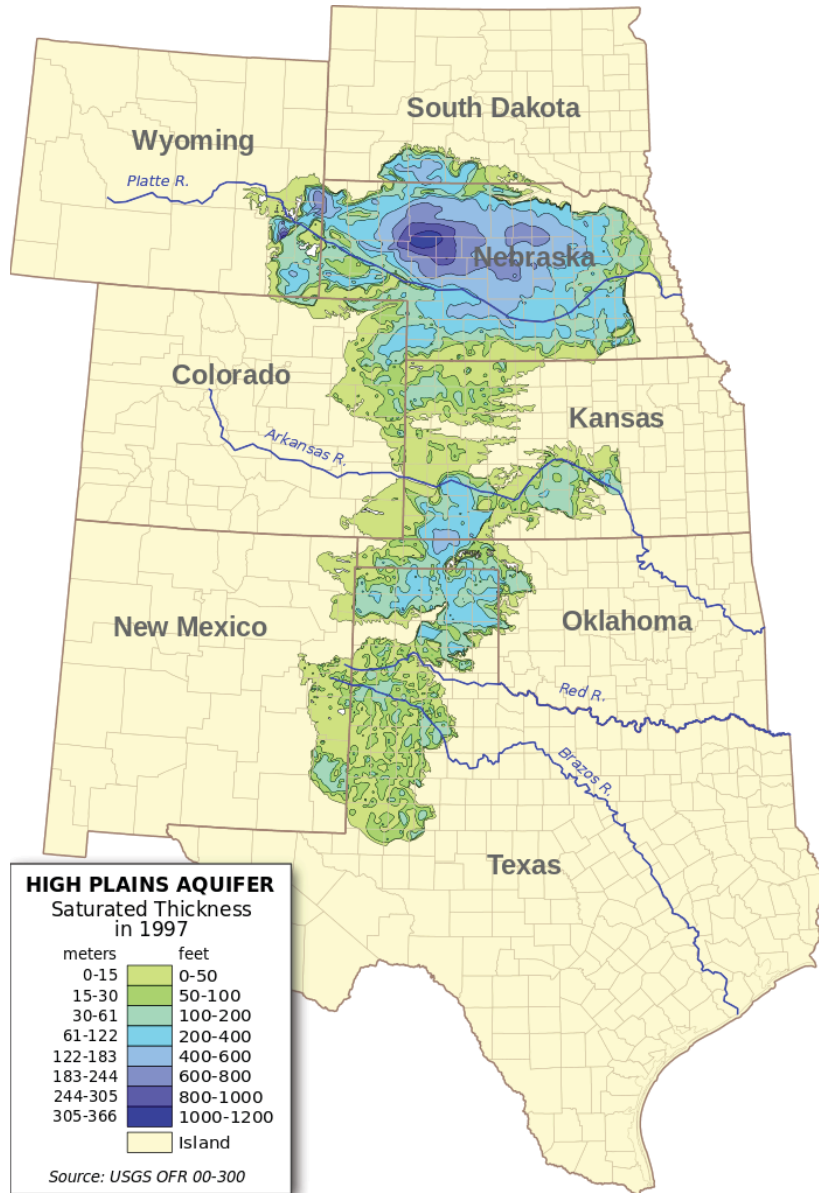 South Dakota
Wyoming
Platte R.
Nebraska
Colorado
Kansas
Arkansas R.
New Mexico
Oklahoma
Red R.
Brazos R.
Texas
HIGH PLAINS AQUIFER
Saturated Thickness
in 1997
meters feet
0-15 0-50
15-30 50-100
30-61 100-200
61-122 200-400
122-183 400-600
183-244 600-800
244-305 800-1000
305-366 1000-1200
Island
Source: USGS OFR 00-300